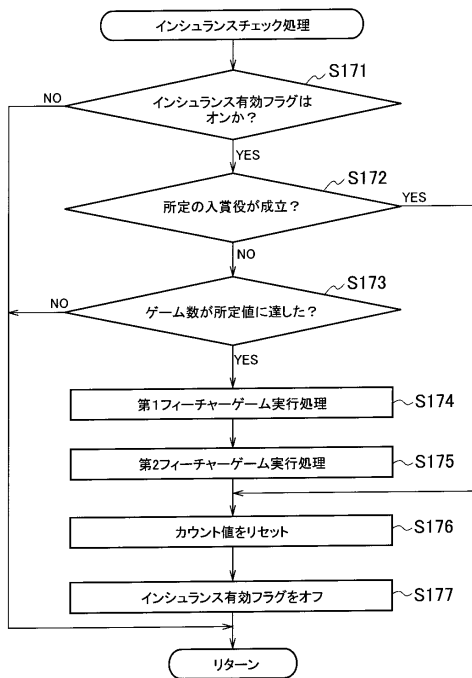 インシュランスチェック処理
S171
NO
インシュランス有効フラグは
オンか？
YES
S172
YES
所定の入賞役が成立？
NO
S173
NO
ゲーム数が所定値に達した？
YES
第1フィーチャーゲーム実行処理
S174
第2フィーチャーゲーム実行処理
S175
カウント値をリセット
S176
インシュランス有効フラグをオフ
S177
リターン